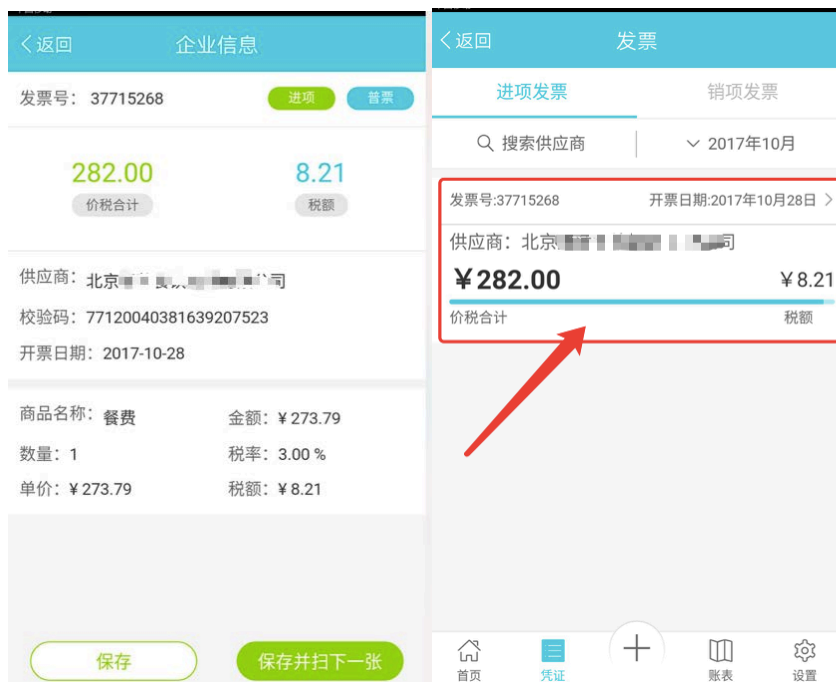 返回
企业信息
发票号： 37715268
进项
普票
282.00
8.21
价税合计
税额
供应商：北京
司
校验码：77120040381639207523
开票日期：2017-10-28
商品名称：餐费
金额：¥ 273.79
数量：1
税率：3.00 %
单价：¥ 273.79
税额：¥ 8.21
保存
保存并扫下一张
返回
发票
进项发票
销项发票
搜索供应商
2017年10月
发票号:37715268
开票日期:2017年10月28日
供应商：北京
司
¥282.00
¥8.21
价税合计
税额
首页
凭证
账表
设置